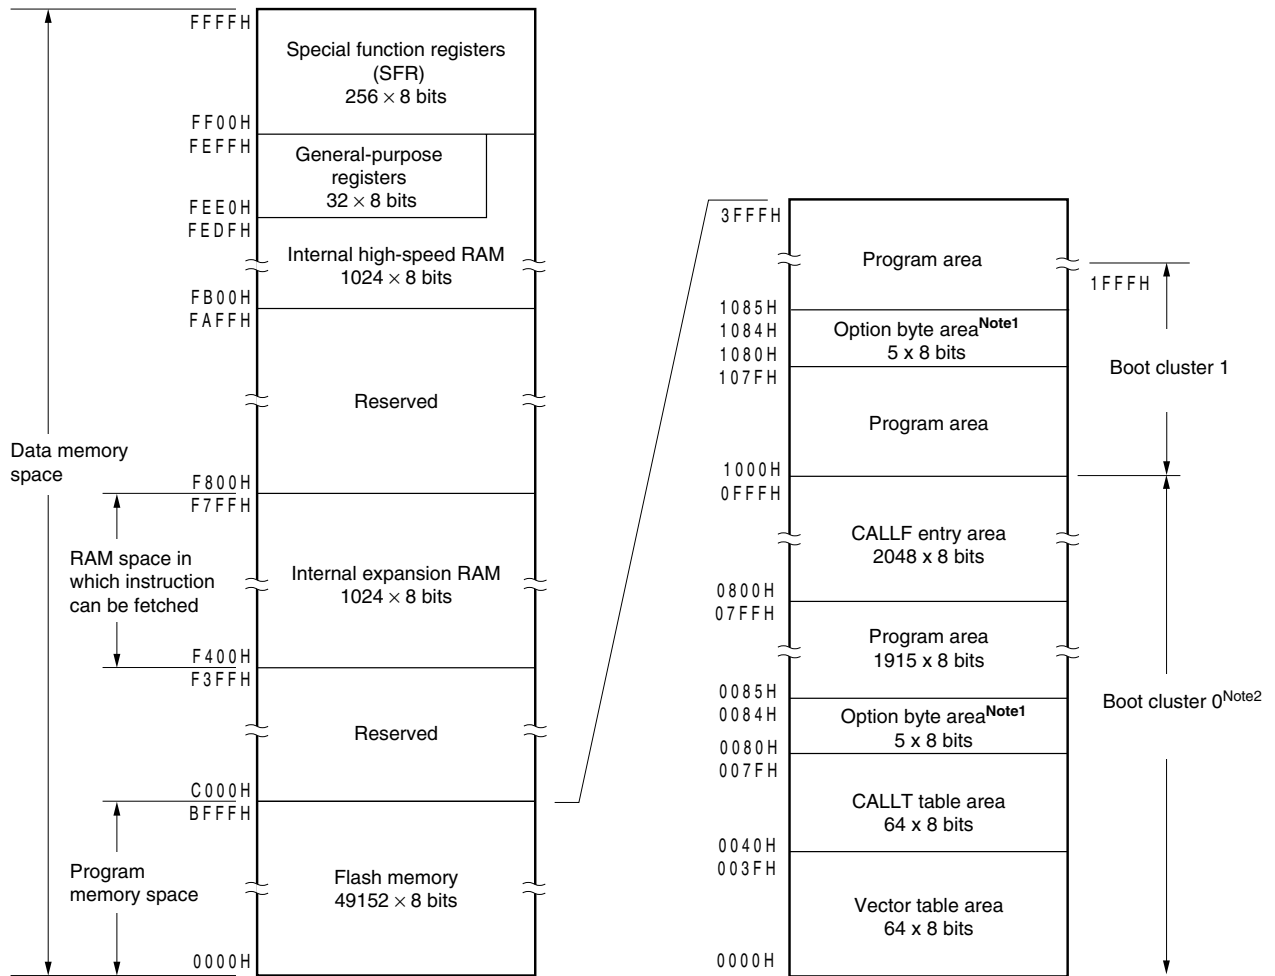 FFFFH
Special function registers
(SFR)
256 × 8 bits
FF00H
FEFFH
General-purpose
registers
32 × 8 bits
FEE0H
FEDFH
Internal high-speed RAM
1024 × 8 bits
FB00H
FAFFH
Reserved
Data memory
space
F800H
F7FFH
RAM space in
which instruction
can be fetched
Internal expansion RAM
1024 × 8 bits
F400H
F3FFH
Reserved
C000H
BFFFH
Program
memory space
Flash memory
49152 × 8 bits
0000H
3FFFH
Program area
1FFFH
1085H
1084H
Option byte area Note1
5 x 8 bits
1080H
107FH
Boot cluster 1
Program area
1000H
0FFFH
CALLF entry area
2048 x 8 bits
0800H
07FFH
Program area
1915 x 8 bits
0085H
0084H
Option byte area Note1
5 x 8 bits
Boot cluster 0 Note2
0080H
007FH
CALLT table area
64 x 8 bits
0040H
003FH
Vector table area
64 x 8 bits
0000H